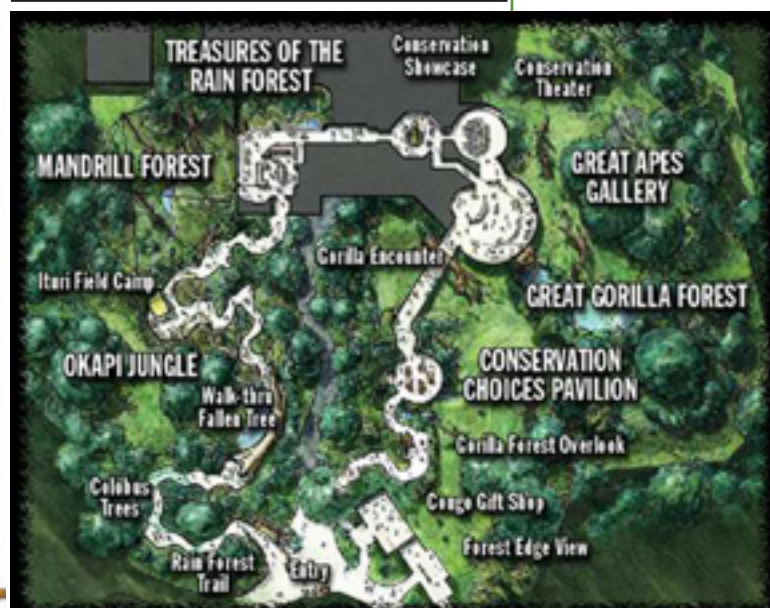 TREASURES OF THE
RAIN FOREST
Conservation
Showcase
Conservation
Theater
MANDRILL FOREST
GREAT APES
GALLERY
Gorilla Encounter
Ituri Field Camp
GREAT GORILLA FOREST
OKAPI JUNGLE
CONSERVATION
CHOICES PAVILION
Walk-thru
Fallen Tree
Gorilla Forest Overlook
Colobus
Trees
Congo Gift Shop
Forest Edge View
Rain Forest
Trail
Entry